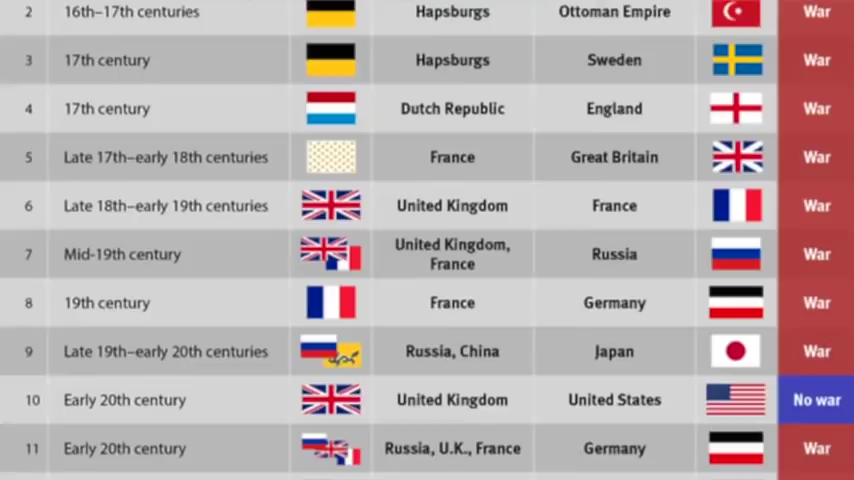 2 16th–17th centuries Hapsburgs Ottoman Empire War
3 17th century Hapsburgs Sweden War
4 17th century Dutch Republic England War
5 Late 17th–early 18th centuries France Great Britain War
6 Late 18th–early 19th centuries United Kingdom France War
7 Mid-19th century United Kingdom, France Russia War
8 19th century France Germany War
9 Late 19th–early 20th centuries Russia, China Japan War
10 Early 20th century United Kingdom United States No war
11 Early 20th century Russia, U.K., France Germany War